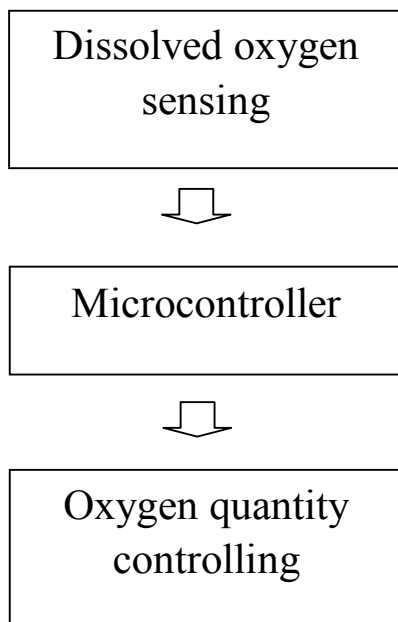 Dissolved oxygen
sensing
Microcontroller
Oxygen quantity
controlling